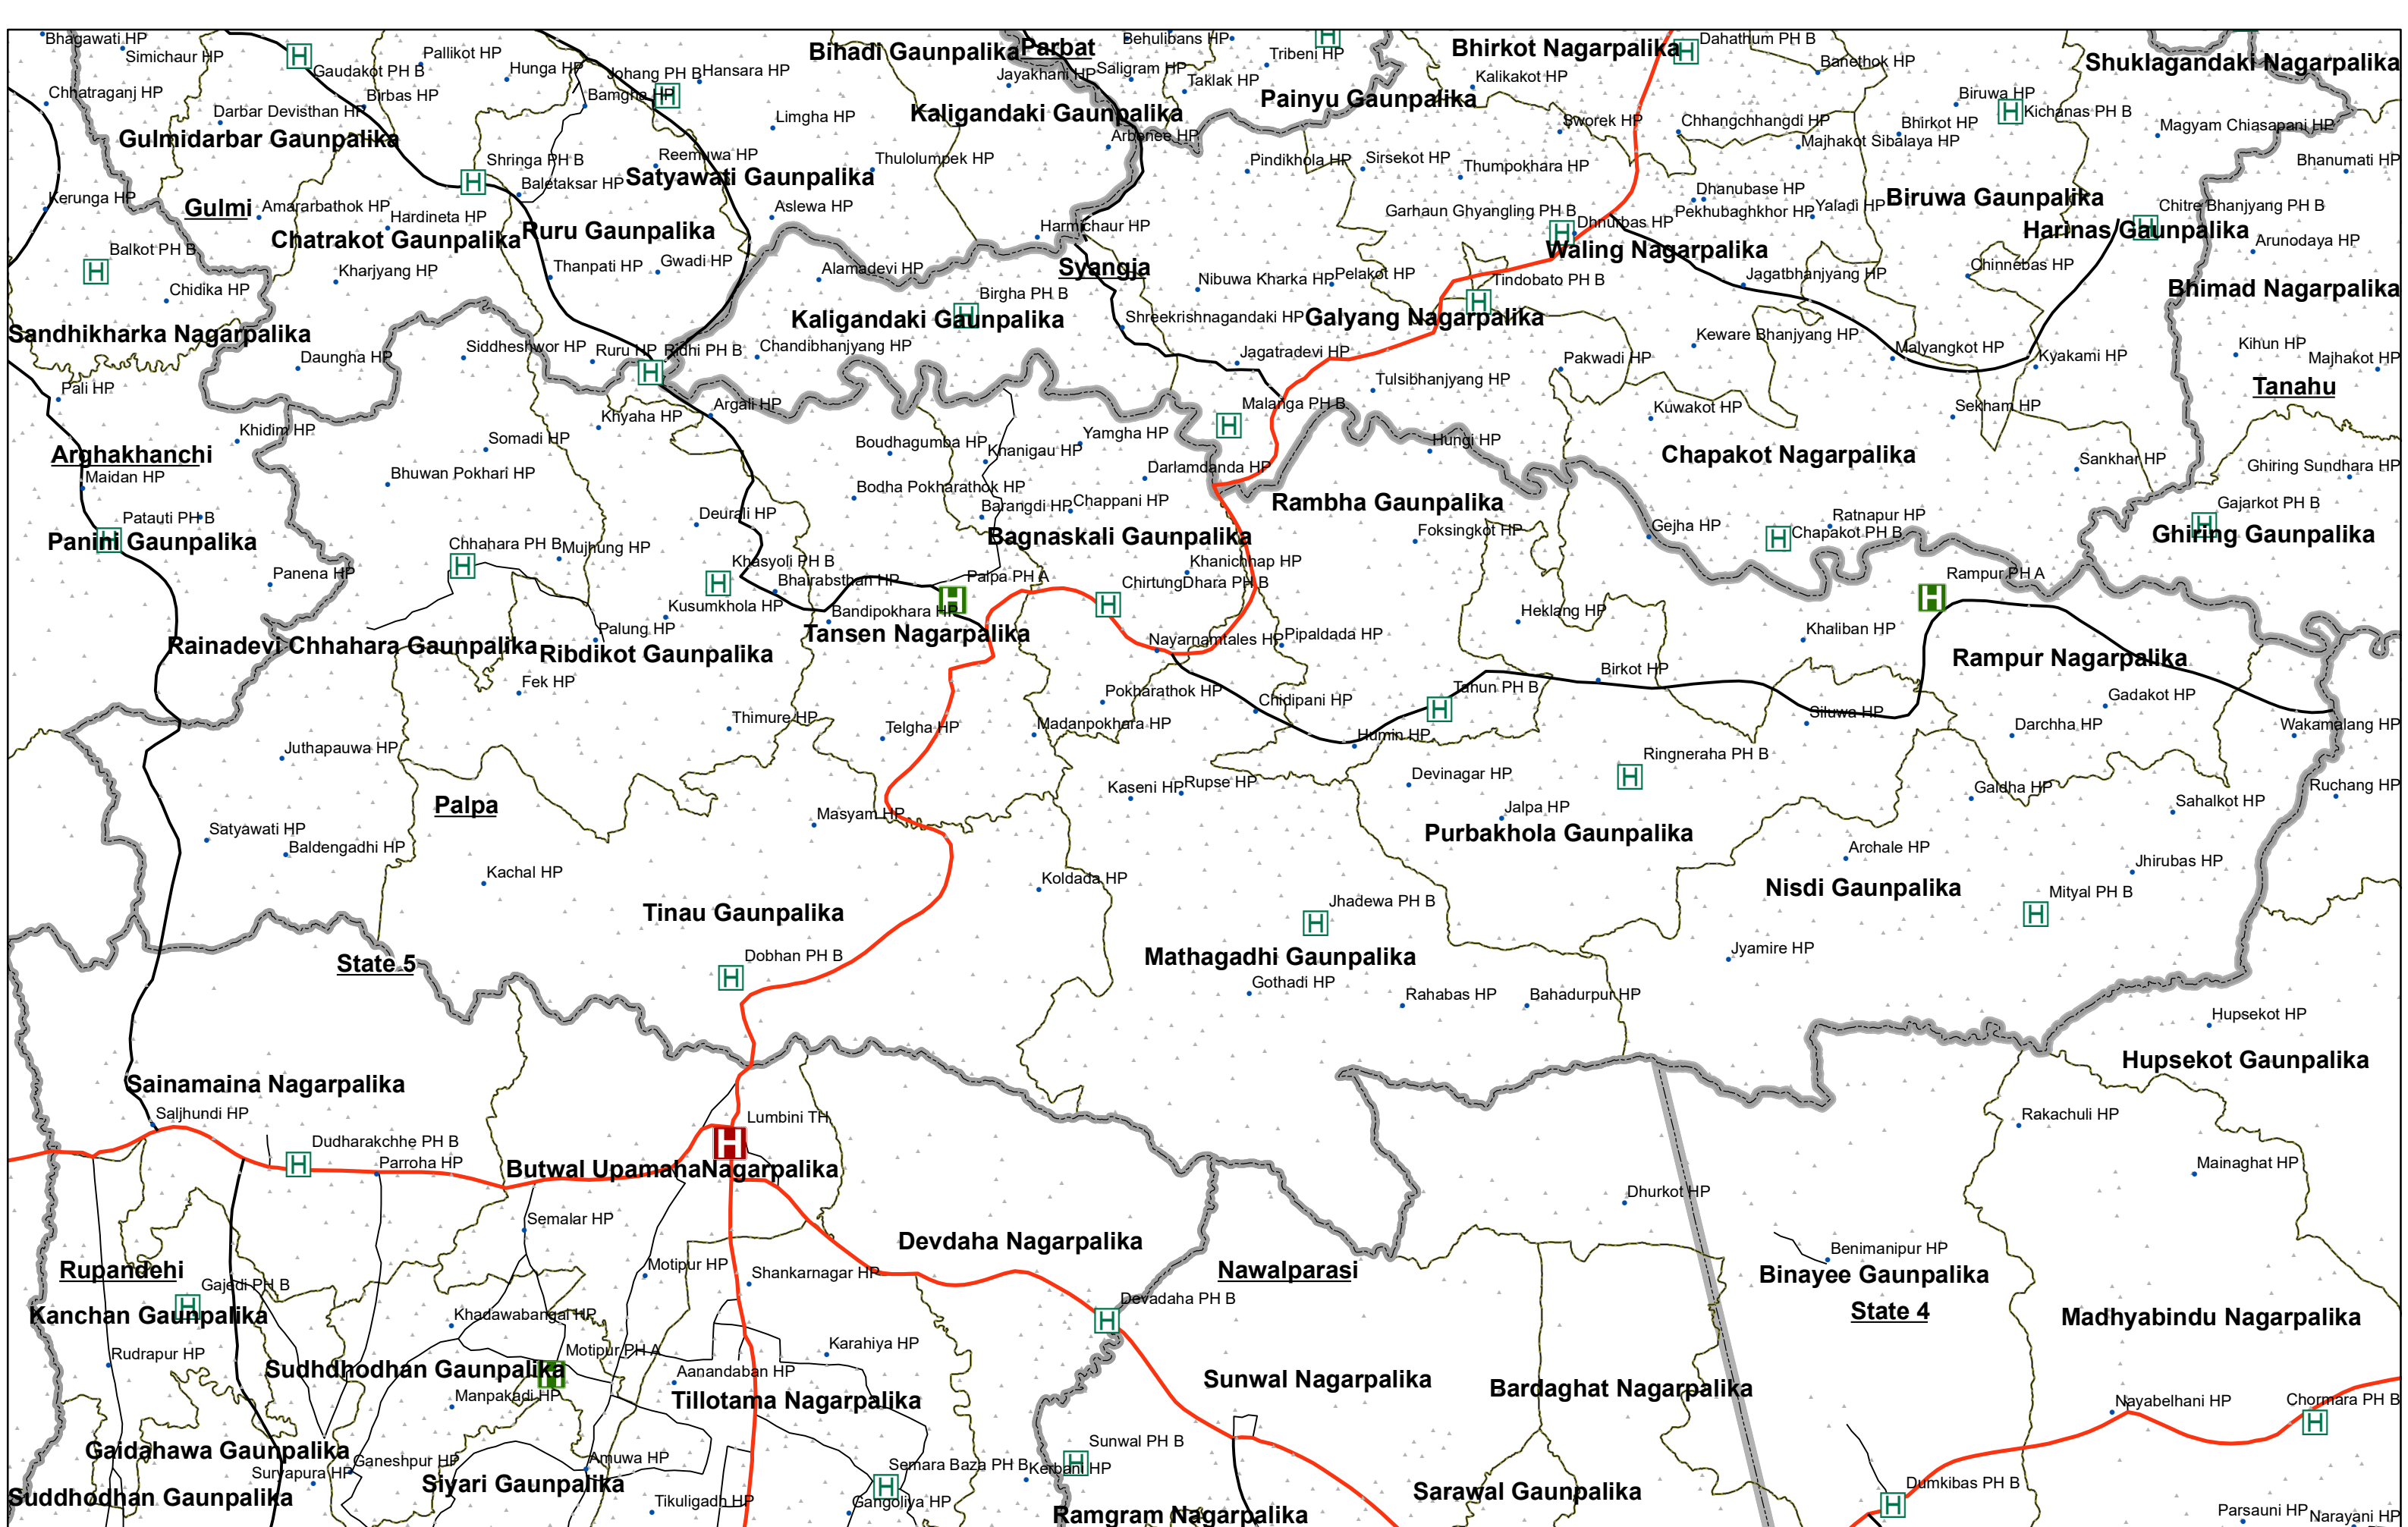 Bhagawati HP
Simichaur HP
Gaudakot PH B
Pallikot HP
Hunga HP
Johang PH B
Hansara HP
Bihadi Gaunpalika
Parbat
Behulibans HP
Tribeni HP
Bhirkot Nagarpalika
Dahathum PH B
Banethok HP
Shuklagandaki Nagarpalika
Chhatraganj HP
Darbar Devisthan HP
Birbas HP
Bamgha HP
Limgha HP
Jayakhani HP
Saligram HP
Taklak HP
Kalikakot HP
Painyu Gaunpalika
Kaligandaki Gaunpalika
Biruwa HP
Kichanas PH B
Gulmidarbar Gaunpalika
Arbenee HP
Sworek HP
Chhangchhangdi HP
Bhirkot HP
Majhakot Sibalaya HP
Magyam Chiasapani HP
Bhanumati HP
Shringa PH B
Reemuwa HP
Thulolumpek HP
Pindikhola HP
Sirsekot HP
Thumpokhara HP
Baletaksar HP
Satyawati Gaunpalika
Kerunga HP
Gulmi
Amararbathok HP
Hardineta HP
Aslewa HP
Harmichaur HP
Garhaun Ghyangling PH B
Dhnurbas HP
Dhanubase HP
Pekhubaghkhor HP
Yaladi HP
Biruwa Gaunpalika
Chitre Bhanjyang PH B
Harinas Gaunpalika
Arunodaya HP
Chatrakot Gaunpalika
Ruru Gaunpalika
Waling Nagarpalika
Balkot PH B
Kharjyang HP
Thanpati HP
Gwadi HP
Alamadevi HP
Syangja
Nibuwa Kharka HP
Pelakot HP
Tindobato PH B
Jagatbhanjyang HP
Chinnebas HP
Bhimad Nagarpalika
Chidika HP
Birgha PH B
Kaligandaki Gaunpalika
Shreekrishnagandaki HP
Galyang Nagarpalika
Sandhikharka Nagarpalika
Daungha HP
Siddheshwor HP
Ruru HP
Ridhi PH B
Chandibhanjyang HP
Jagatradevi HP
Pakwadi HP
Keware Bhanjyang HP
Malyangkot HP
Kyakami HP
Kihun HP
Majhakot HP
Pali HP
Tulsibhanjyang HP
Tanahu
Khyaha HP
Argali HP
Malanga PH B
Kuwakot HP
Sekham HP
Khidim HP
Somadi HP
Boudhagumba HP
Khanigau HP
Yamgha HP
Hungi HP
Arghakhanchi
Maidan HP
Bhuwan Pokhari HP
Darlamdanda HP
Chapakot Nagarpalika
Sankhar HP
Ghiring Sundhara HP
Bodha Pokharathok HP
Barangdi HP
Chappani HP
Rambha Gaunpalika
Gajarkot PH B
Patauti PH B
Deurali HP
Ratnapur HP
Gejha HP
Chapakot PH B
Panini Gaunpalika
Chhahara PH B
Mujhung HP
Bagnaskali Gaunpalika
Foksingkot HP
Ghiring Gaunpalika
Khasyoli PH B
Khanichhap HP
Panena HP
Bhairabsthan HP
Palpa PH A
ChirtungDhara PH B
Rampur PH A
Kusumkhola HP
Bandipokhara HP
Heklang HP
Palung HP
Tansen Nagarpalika
Nayarnamtales HP
Pipaldada HP
Khaliban HP
Rainadevi Chhahara Gaunpalika
Ribdikot Gaunpalika
Rampur Nagarpalika
Fek HP
Pokharathok HP
Chidipani HP
Tanun PH B
Birkot HP
Gadakot HP
Thimure HP
Telgha HP
Madanpokhara HP
Humin HP
Siluwa HP
Darchha HP
Wakamalang HP
Juthapauwa HP
Ringneraha PH B
Palpa
Kaseni HP
Rupse HP
Devinagar HP
Galdha HP
Ruchang HP
Masyam HP
Jalpa HP
Sahalkot HP
Satyawati HP
Baldengadhi HP
Purbakhola Gaunpalika
Archale HP
Jhirubas HP
Kachal HP
Koldada HP
Nisdi Gaunpalika
Mityal PH B
Tinau Gaunpalika
Jhadewa PH B
State 5
Dobhan PH B
Mathagadhi Gaunpalika
Jyamire HP
Gothadi HP
Rahabas HP
Bahadurpur HP
Hupsekot HP
Hupsekot Gaunpalika
Sainamaina Nagarpalika
Saljhundi HP
Lumbini TH
Rakachuli HP
Dudharakchhe PH B
Parroha HP
Butwal UpamahaNagarpalika
Mainaghat HP
Dhurkot HP
Semalar HP
Devdaha Nagarpalika
Benimanipur HP
Rupandehi
Gajedi PH B
Motipur HP
Shankarnagar HP
Nawalparasi
Binayee Gaunpalika
Kanchan Gaunpalika
Khadawabangai HP
Devadaha PH B
State 4
Madhyabindu Nagarpalika
Rudrapur HP
Motipur PH A
Karahiya HP
Sudhdhodhan Gaunpalika
Aanandaban HP
Sunwal Nagarpalika
Bardaghat Nagarpalika
Manpakadi HP
Tillotama Nagarpalika
Nayabelhani HP
Chormara PH B
Gaidahawa Gaunpalika
Suryapura HP
Ganeshpur HP
Amuwa HP
Semara Baza PH B
Sunwal PH B
Kerbani HP
Siyari Gaunpalika
Dumkibas PH B
Suddhodhan Gaunpalika
Tikuligadh HP
Gangoliya HP
Ramgram Nagarpalika
Sarawal Gaunpalika
Parsauni HP
Narayani HP